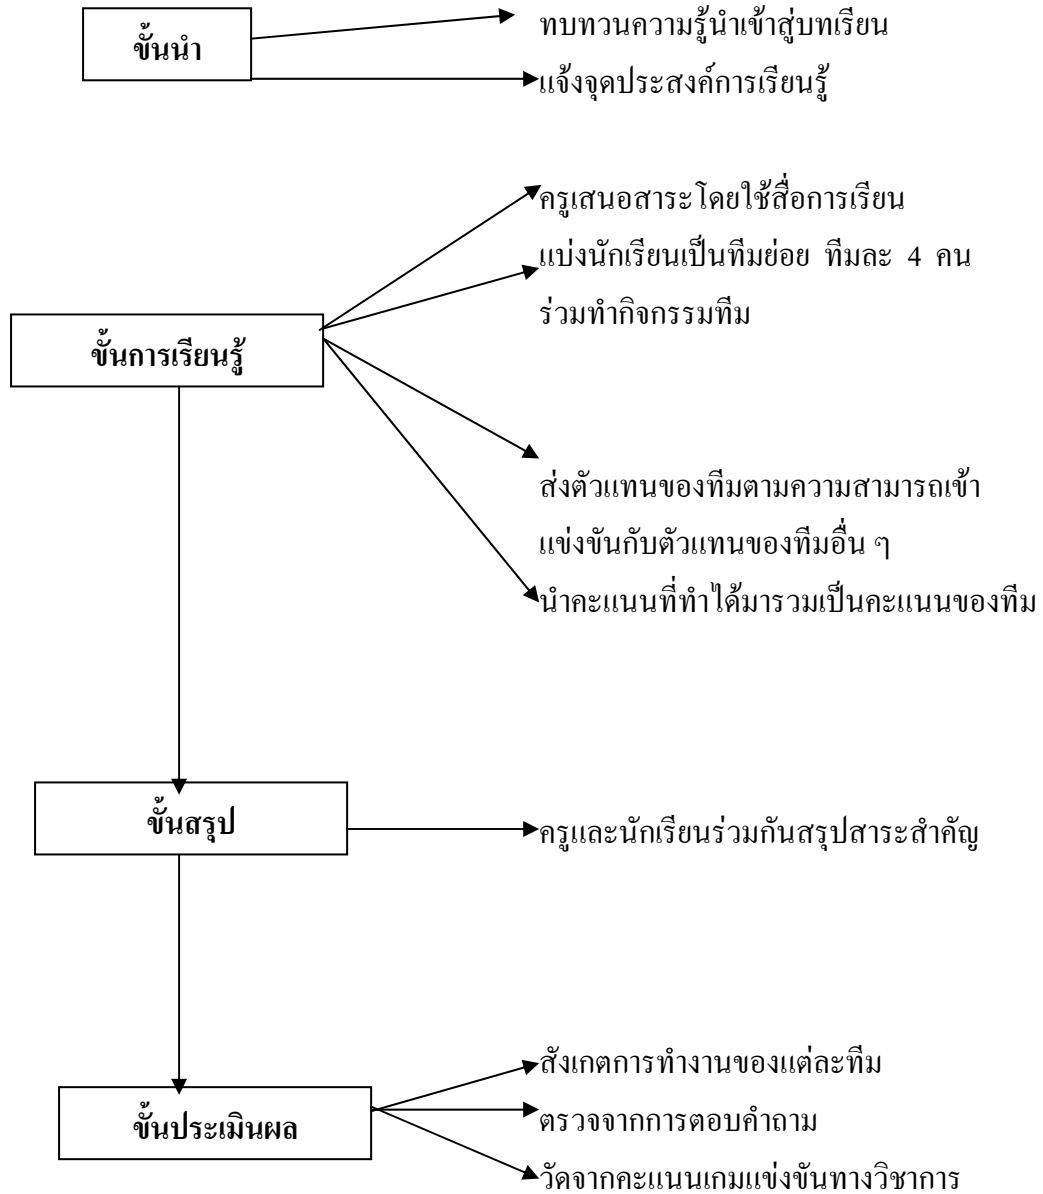 ขั้นนำ
ทบทวนความรู้นำเข้าสู่บทเรียน
แจ้งจุดประสงค์การเรียนรู้
ขั้นการเรียนรู้
ครูเสนอสาระโดยใช้สื่อการเรียน
แบ่งนักเรียนเป็นทีมย่อย ทีมละ 4 คน
ร่วมทำกิจกรรมทีม
ส่งตัวแทนของทีมตามความสามารถเข้า
แข่งขันกับตัวแทนของทีมอื่น ๆ
นำคะแนนที่ทำได้มารวมเป็นคะแนนของทีม
ขั้นสรุป
ครูและนักเรียนร่วมกันสรุปสาระสำคัญ
ขั้นประเมินผล
สังเกตการทำงานของแต่ละทีม
ตรวจจากการตอบคำถาม
วัดจากคะแนนเกมแข่งขันทางวิชาการ